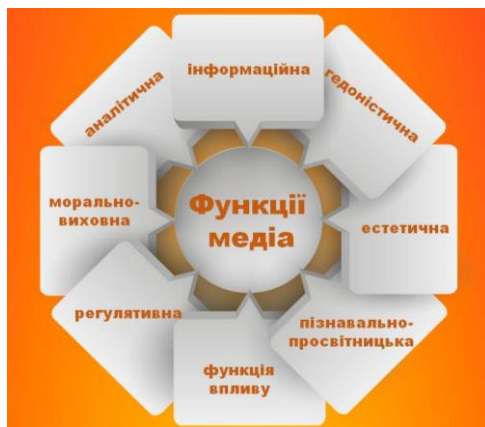 Функції
медіа
інформаційна
гедоністична
естетична
пізнавально-
просвітницька
функція
впливу
регулятивна
морально-
виховна
аналітична